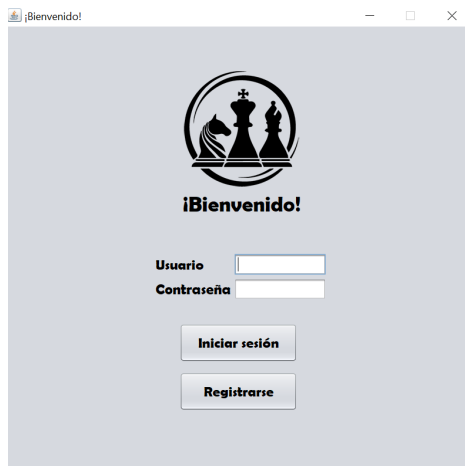 ¡Bienvenido!
¡Bienvenido!
Usuario
Contraseña
Iniciar sesión
Registrarse